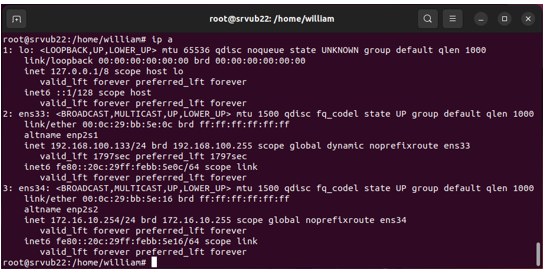 root@srvub22: /home/william
root@srvub22:/home/william# ip a
1: lo: <LOOPBACK,UP,LOWER_UP> mtu 65536 qdisc noqueue state UNKNOWN group default qlen 1000
    link/loopback 00:00:00:00:00:00 brd 00:00:00:00:00:00
    inet 127.0.0.1/8 scope host lo
       valid_lft forever preferred_lft forever
    inet6 ::1/128 scope host
       valid_lft forever preferred_lft forever
2: ens33: <BROADCAST,MULTICAST,UP,LOWER_UP> mtu 1500 qdisc fq_codel state UP group default qlen 1000
    link/ether 00:0c:29:bb:5e:0c brd ff:ff:ff:ff:ff:ff
    altname enp2s1
    inet 192.168.100.133/24 brd 192.168.100.255 scope global dynamic noprefixroute ens33
       valid_lft 1797sec preferred_lft 1797sec
    inet6 fe80::20c:29ff:febb:5e0c/64 scope link
       valid_lft forever preferred_lft forever
3: ens34: <BROADCAST,MULTICAST,UP,LOWER_UP> mtu 1500 qdisc fq_codel state UP group default qlen 1000
    link/ether 00:0c:29:bb:5e:16 brd ff:ff:ff:ff:ff:ff
    altname enp2s2
    inet 172.16.10.254/24 brd 172.16.10.255 scope global noprefixroute ens34
       valid_lft forever preferred_lft forever
    inet6 fe80::20c:29ff:febb:5e16/64 scope link
       valid_lft forever preferred_lft forever
root@srvub22:/home/william#